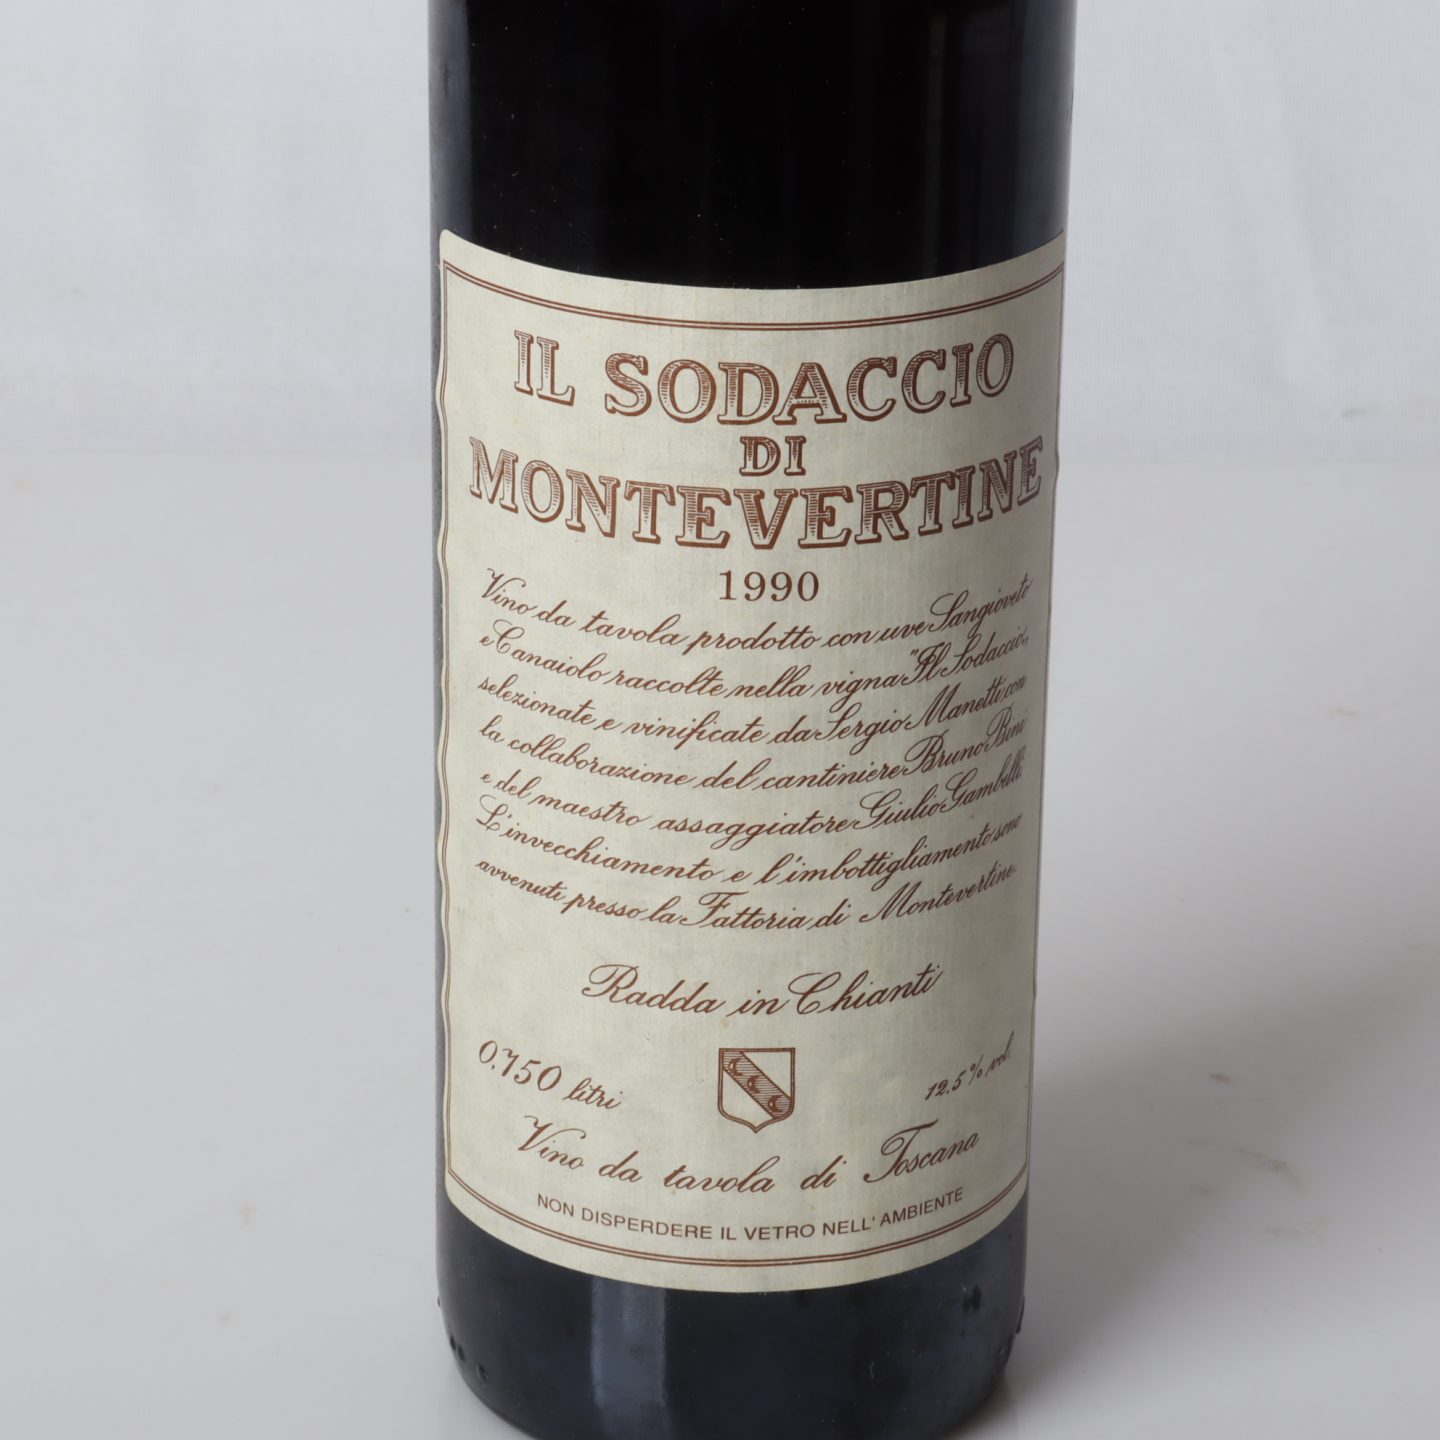 IL SODACCIO
DI
MONTEVERTINE
1990
Vino da tavola prodotto con uve Sangioveto
e Canaiolo raccolte nella vigna "Il Sodaccio",
selezionate e vinificate da Sergio Manetti con
la collaborazione del cantiniere Bruno Bini
e del maestro assaggiatore Giulio Gambelli.
L'invecchiamento e l'imbottigliamento sono
avvenuti presso la Fattoria di Montevertine.
Radda in Chianti
0.750 litri
12.5% vol.
Vino da tavola di Toscana
NON DISPERDERE IL VETRO NELL'AMBIENTE